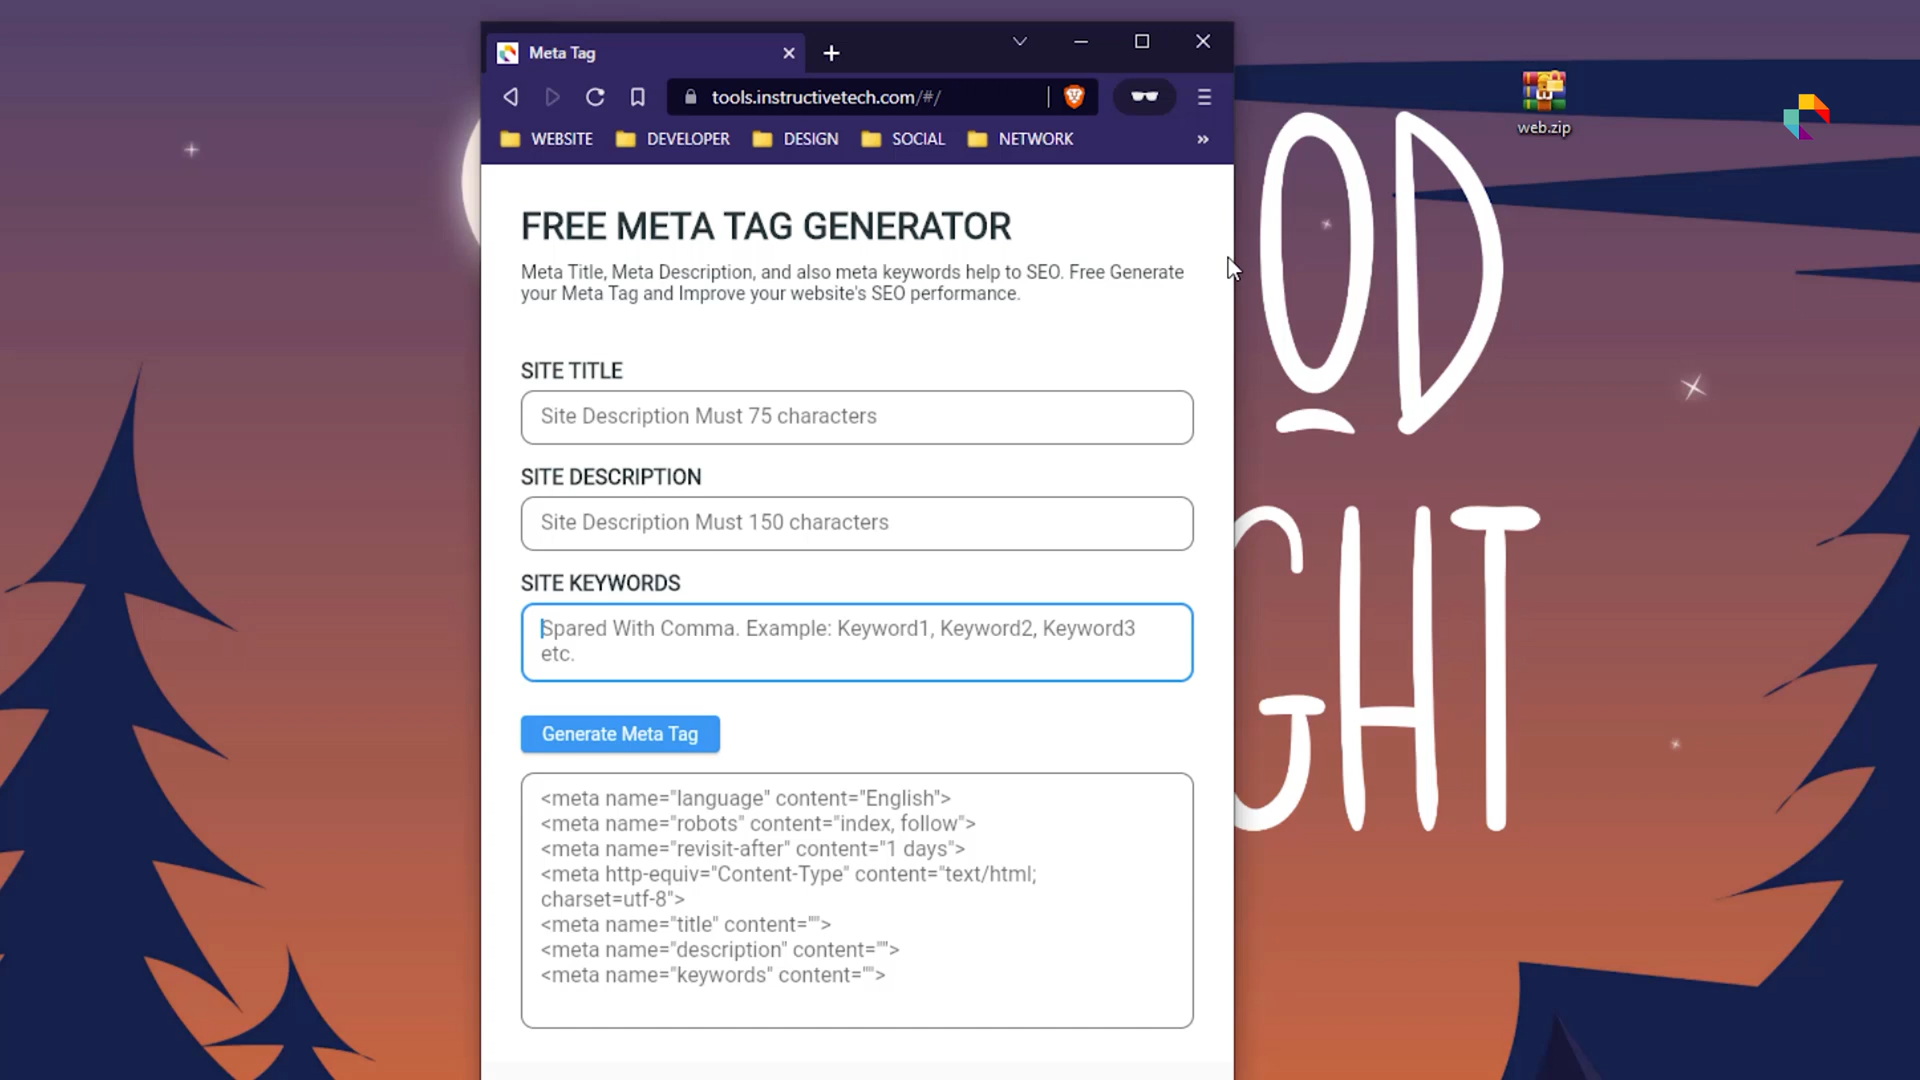 Meta Tag
tools.instructivetech.com/#/
WEBSITE DEVELOPER DESIGN SOCIAL NETWORK
web.zip
FREE META TAG GENERATOR
Meta Title, Meta Description, and also meta keywords help to SEO. Free Generate
your Meta Tag and Improve your website's SEO performance.
SITE TITLE
Site Description Must 75 characters
SITE DESCRIPTION
Site Description Must 150 characters
SITE KEYWORDS
Spared With Comma. Example: Keyword1, Keyword2, Keyword3
etc.
Generate Meta Tag
<meta name="language" content="English">
<meta name="robots" content="index, follow">
<meta name="revisit-after" content="1 days">
<meta http-equiv="Content-Type" content="text/html;
charset=utf-8">
<meta name="title" content="">
<meta name="description" content="">
<meta name="keywords" content="">
OD
GHT